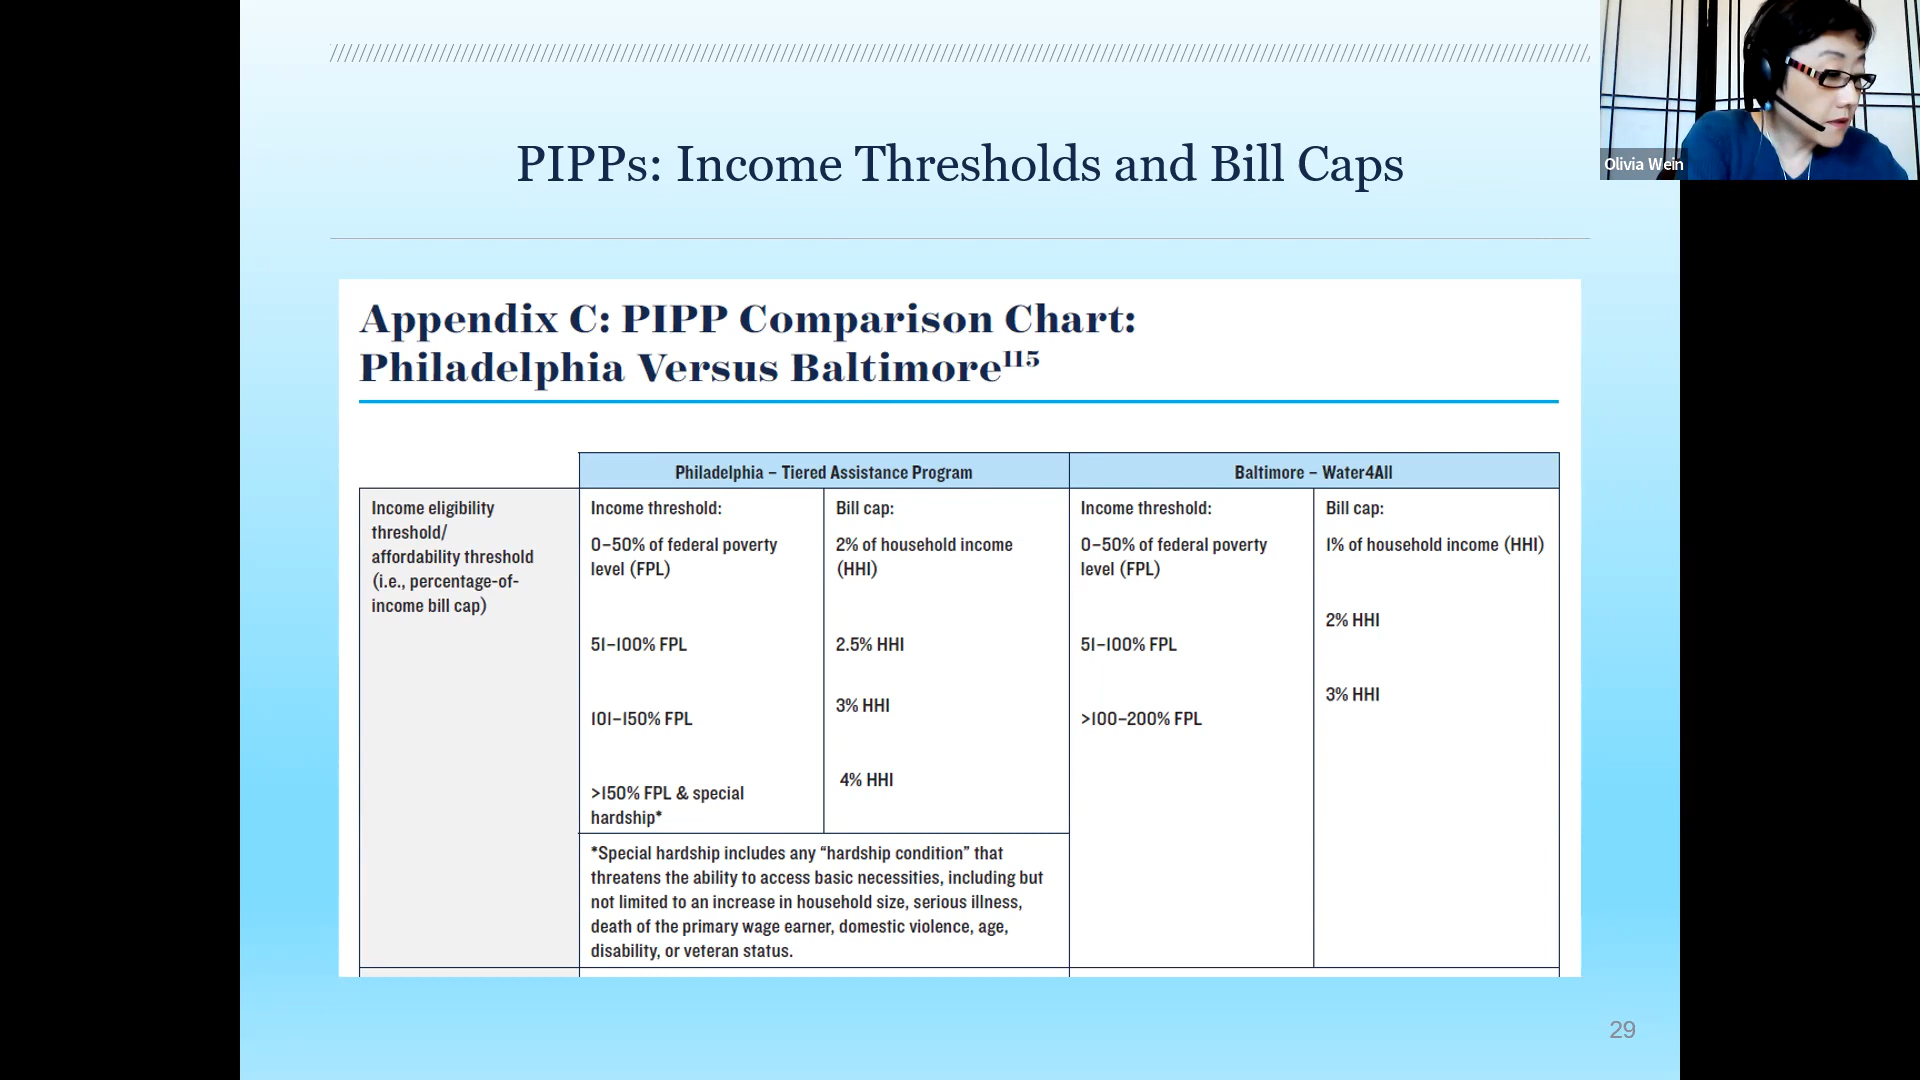 PIPPs: Income Thresholds and Bill Caps
Olivia Wein
Appendix C: PIPP Comparison Chart:
Philadelphia Versus Baltimore115
Philadelphia – Tiered Assistance Program
Baltimore – Water4All
Income eligibility
threshold/
affordability threshold
(i.e., percentage-of-
income bill cap)
Income threshold:
0–50% of federal poverty
level (FPL)
51–100% FPL
101–150% FPL
>150% FPL & special
hardship*
Bill cap:
2% of household income
(HHI)
2.5% HHI
3% HHI
4% HHI
*Special hardship includes any “hardship condition” that
threatens the ability to access basic necessities, including but
not limited to an increase in household size, serious illness,
death of the primary wage earner, domestic violence, age,
disability, or veteran status.
Income threshold:
0–50% of federal poverty
level (FPL)
51–100% FPL
>100–200% FPL
Bill cap:
1% of household income (HHI)
2% HHI
3% HHI
29